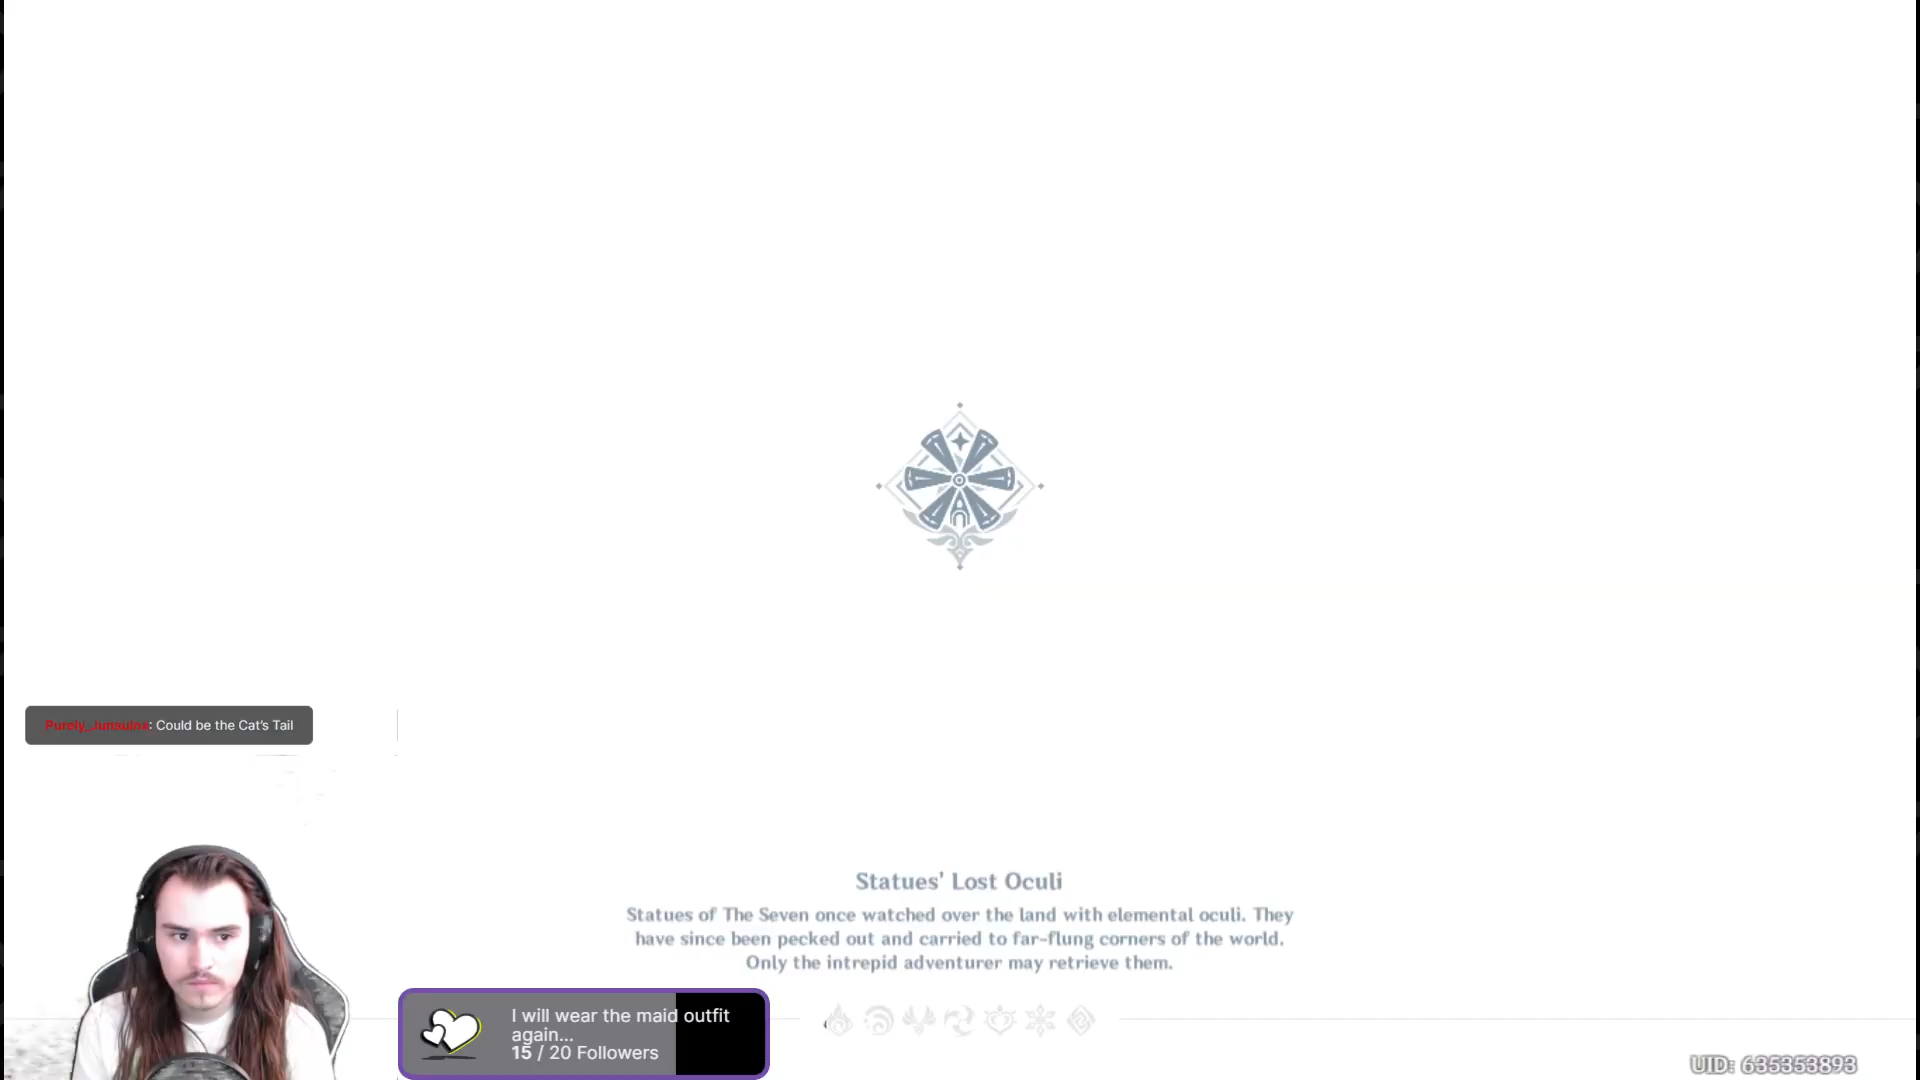 : Could be the Cat's Tail
Statues' Lost Oculi
Statues of The Seven once watched over the land with elemental oculi. They
have since been pecked out and carried to far-flung corners of the world.
Only the intrepid adventurer may retrieve them.
I will wear the maid outfit
again...
15 / 20 Followers
UID: 635353893